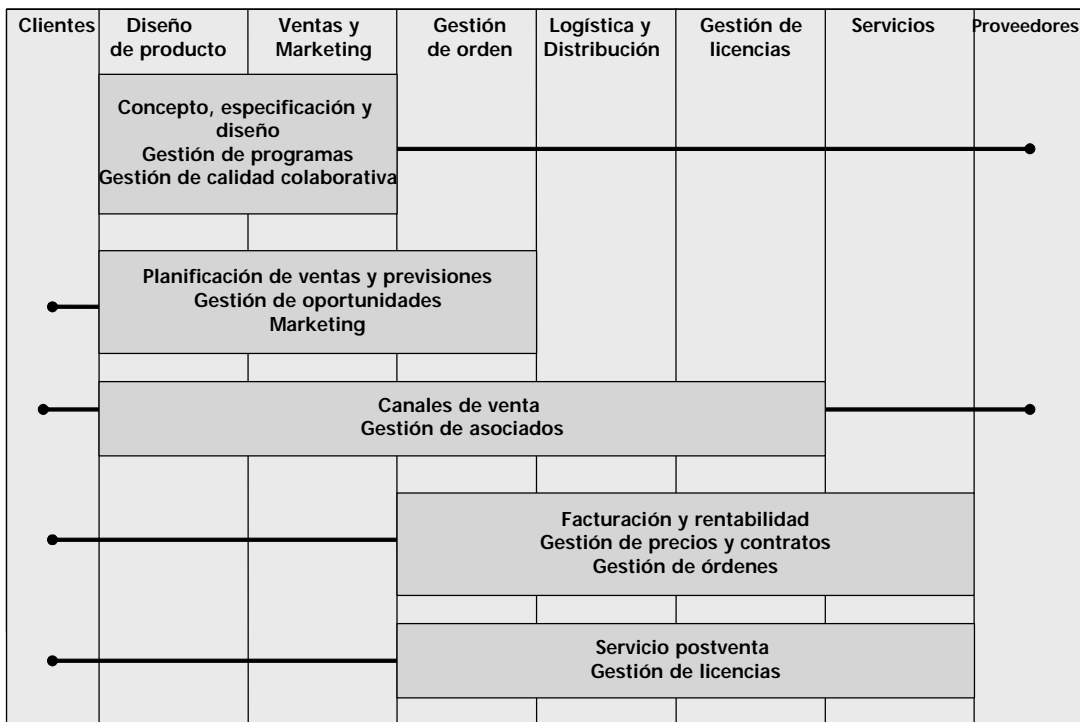 Clientes
Diseño
de producto
Ventas y
Marketing
Gestión
de orden
Logística y
Distribución
Gestión de
licencias
Servicios
Proveedores
Concepto, especificación y
diseño
Gestión de programas
Gestión de calidad colaborativa
Planificación de ventas y previsiones
Gestión de oportunidades
Marketing
Canales de venta
Gestión de asociados
Facturación y rentabilidad
Gestión de precios y contratos
Gestión de órdenes
Servicio postventa
Gestión de licencias